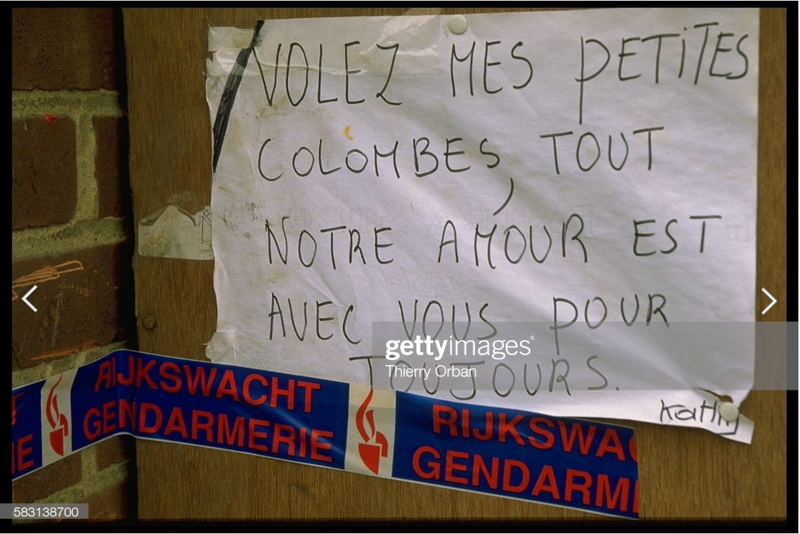 VOLEZ MES PETITES
COLOMBES, TOUT
NOTRE AMOUR EST
AVEC VOUS POUR
TOUJOURS.
Kathy
gettyimages
Thierry Orban
RIJKSWACHT
GENDARMERIE
RIJKSWAC
GENDARMI
IE
583138700